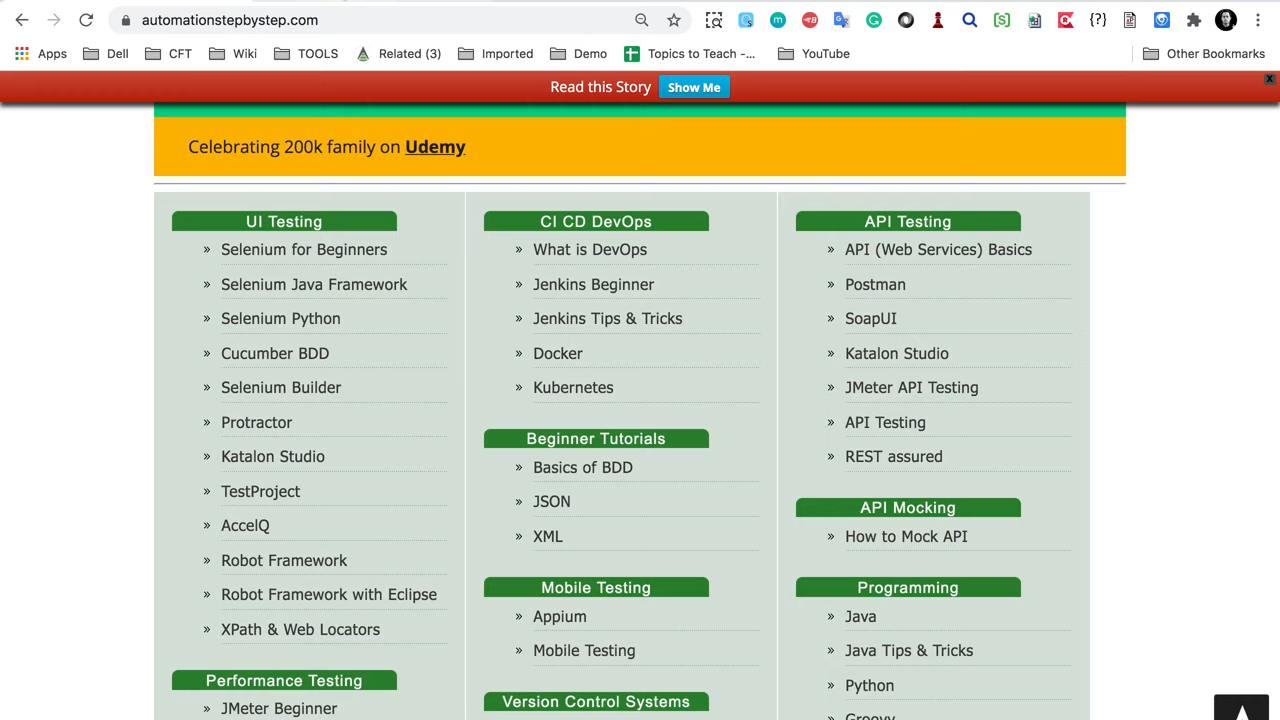 automationstepbystep.com
Apps Dell CFT Wiki TOOLS Related (3) Imported Demo Topics to Teach -... YouTube Other Bookmarks
Read this Story Show Me X
Celebrating 200k family on Udemy
UI Testing
» Selenium for Beginners
» Selenium Java Framework
» Selenium Python
» Cucumber BDD
» Selenium Builder
» Protractor
» Katalon Studio
» TestProject
» AccelQ
» Robot Framework
» Robot Framework with Eclipse
» XPath & Web Locators
Performance Testing
JMeter Beginner
CI CD DevOps
» What is DevOps
» Jenkins Beginner
» Jenkins Tips & Tricks
» Docker
» Kubernetes
Beginner Tutorials
» Basics of BDD
» JSON
» XML
Mobile Testing
» Appium
» Mobile Testing
Version Control Systems
API Testing
» API (Web Services) Basics
» Postman
» SoapUI
» Katalon Studio
» JMeter API Testing
» API Testing
» REST assured
API Mocking
» How to Mock API
Programming
» Java
» Java Tips & Tricks
» Python
Groovy